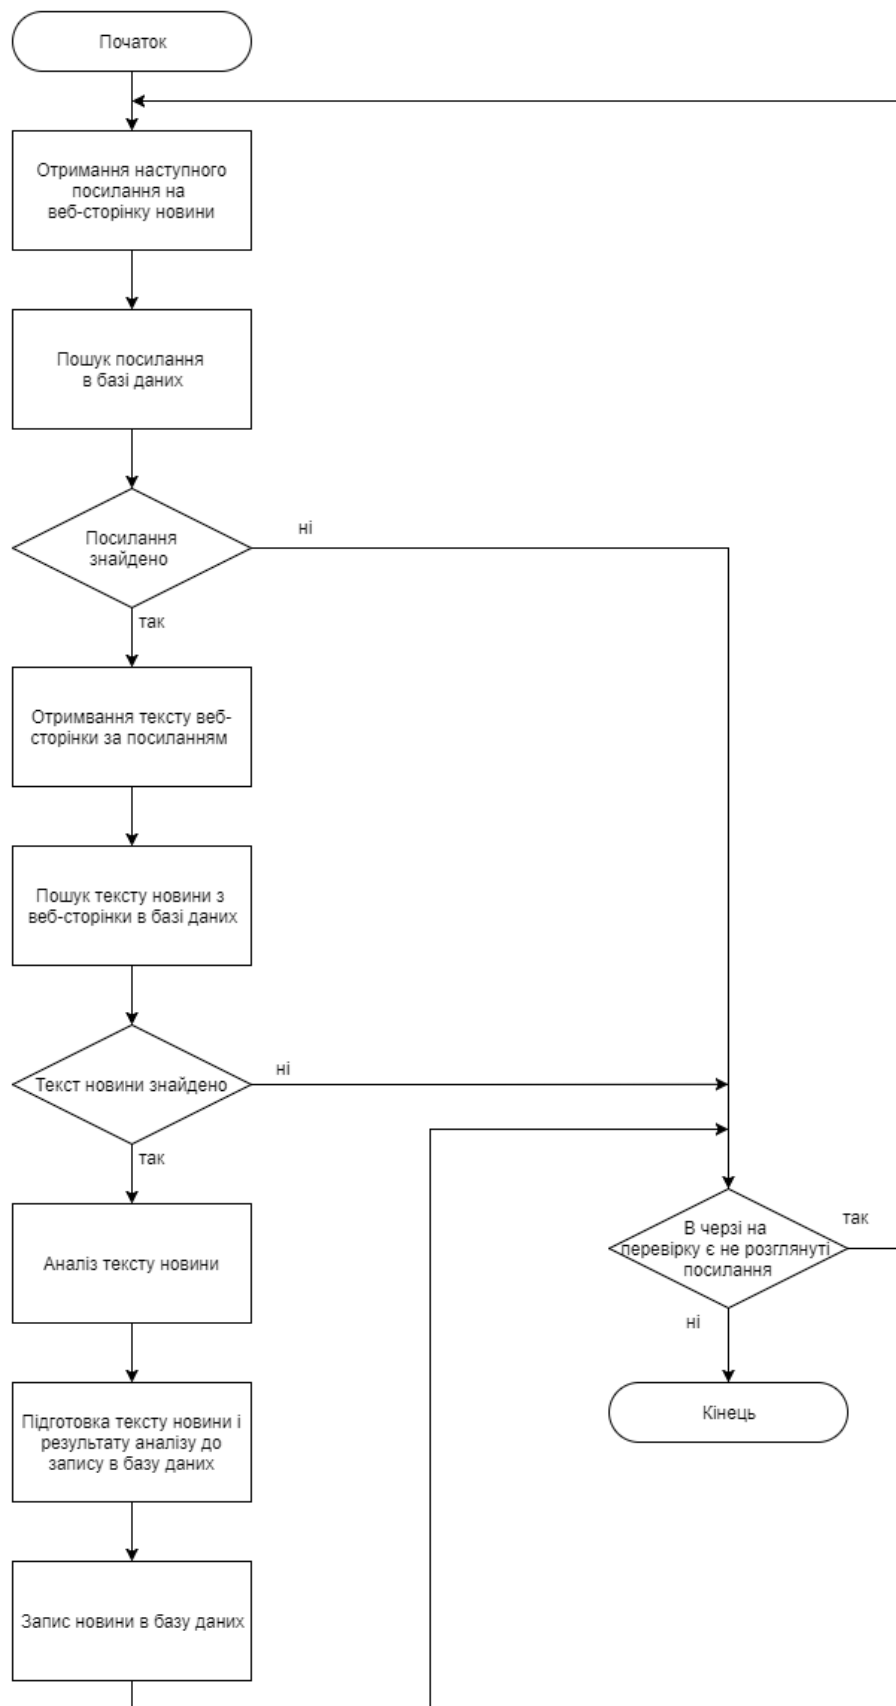 Початок
Отримання наступного
посилання на
веб-сторінку новини
Пошук посилання
в базі даних
Посилання
знайдено
ні
так
Отримвання тексту веб-
сторінки за посиланням
Пошук тексту новини з
веб-сторінки в базі даних
Текст новини знайдено
ні
так
Аналіз тексту новини
В черзі на
перевірку є не розглянуті
посилання
так
ні
Кінець
Підготовка тексту новини і
результату аналізу до
запису в базу даних
Запис новини в базу даних